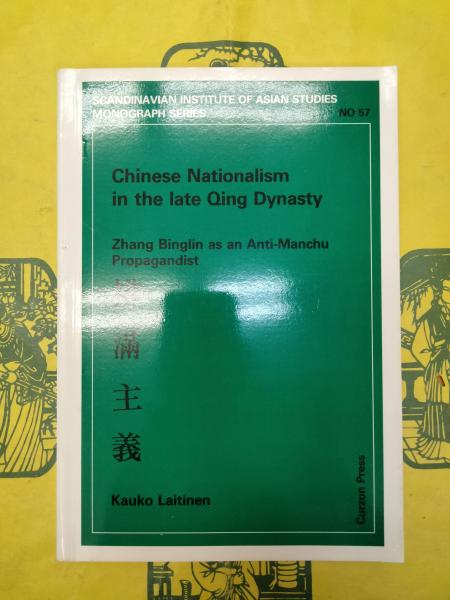 SCANDINAVIAN INSTITUTE OF ASIAN STUDIES
MONOGRAPH SERIES NO 57
Chinese Nationalism
in the late Qing Dynasty
Zhang Binglin as an Anti-Manchu
Propagandist
滿主義
Kauko Laitinen
Curzon Press